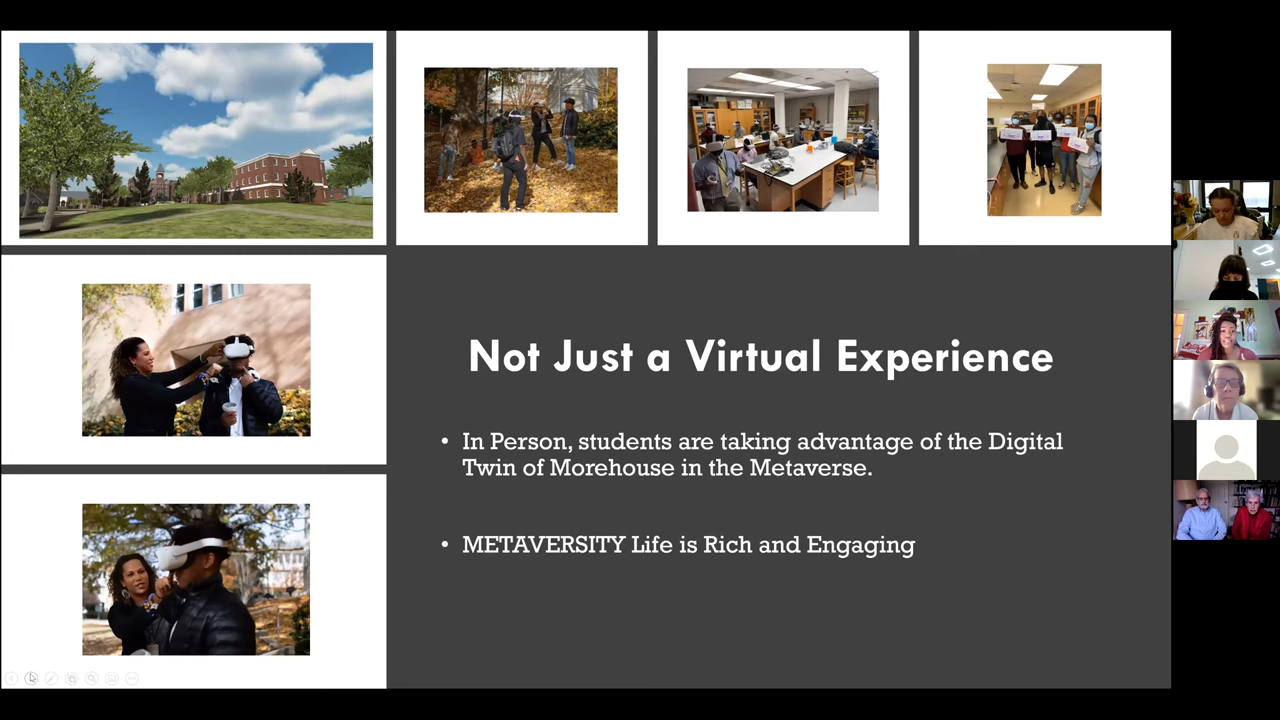 Not Just a Virtual Experience
• In Person, students are taking advantage of the Digital
Twin of Morehouse in the Metaverse.
• METAVERSITY Life is Rich and Engaging